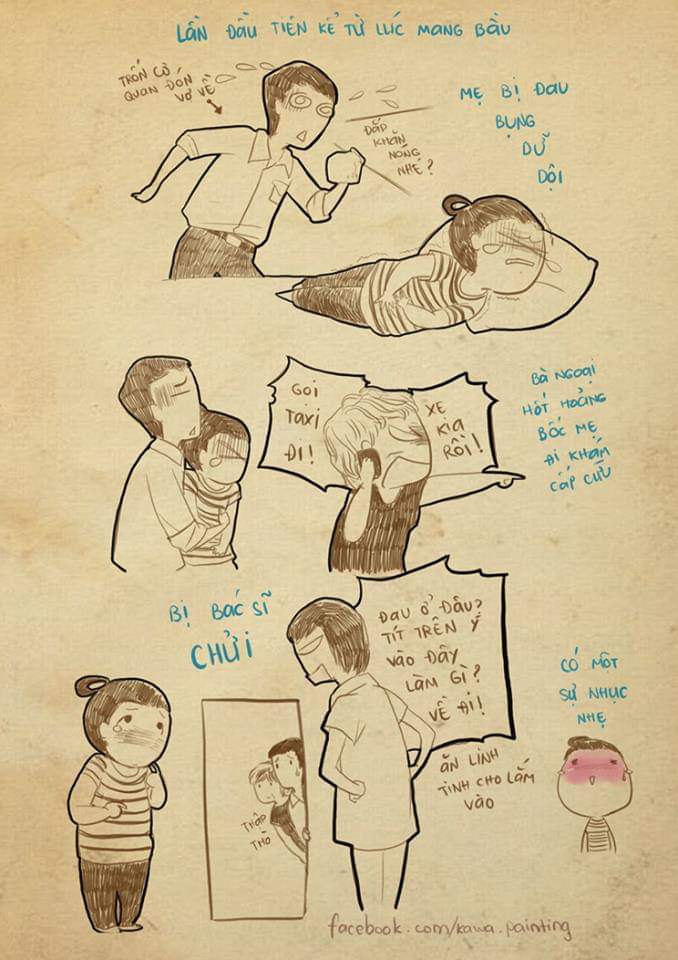 LẦN ĐẦU TIÊN KỂ TỪ LÚC MANG BẦU
TRỐN CƠ
QUAN ĐÓN
VỢ VỀ
MẸ BỊ ĐAU
BỤNG
DỮ
DỘI
ĐẮP
KHĂN
NÓNG
NHÉ?
GỌI
TAXI
ĐI!
XE
KIA
RỒI!
BÀ NGOẠI
HỐT HOẢNG
BỐC MẸ
ĐI KHÁM
CẤP CỨU
BỊ BÁC SĨ
CHỬI
ĐAU Ở ĐÂU?
TÍT TRÊN Ý
VÀO ĐÂY
LÀM GÌ?
VỀ ĐI!
ĂN LINH
TINH CHO LẮM
VÀO
THẬP
THÒ
CÓ MỘT
SỰ NHỤC
NHẸ
facebook.com/kawa.painting